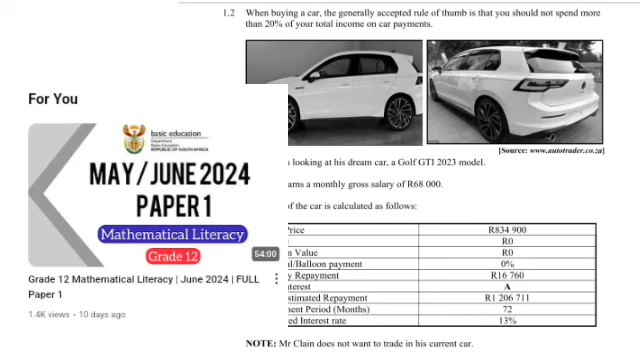 1.2 When buying a car, the generally accepted rule of thumb is that you should not spend more
than 20% of your total income on car payments.
[Source: www.autotrader.co.za]
looking at his dream car, a Golf GTI 2023 model.
monthly gross salary of R68 000.
of the car is calculated as follows:
R834 900
R0
Value R0
Balloon payment 0%
Repayment R16 760
A
Repayment R1 206 711
Period (Months) 72
Interest rate 13%
NOTE: Mr Clain does not want to trade in his current car.
For You
basic education
Department:
Basic Education
REPUBLIC OF SOUTH AFRICA
MAY/JUNE 2024
PAPER 1
Mathematical Literacy
Grade 12
54:00
Grade 12 Mathematical Literacy | June 2024 | FULL
Paper 1
1.4K views • 10 days ago